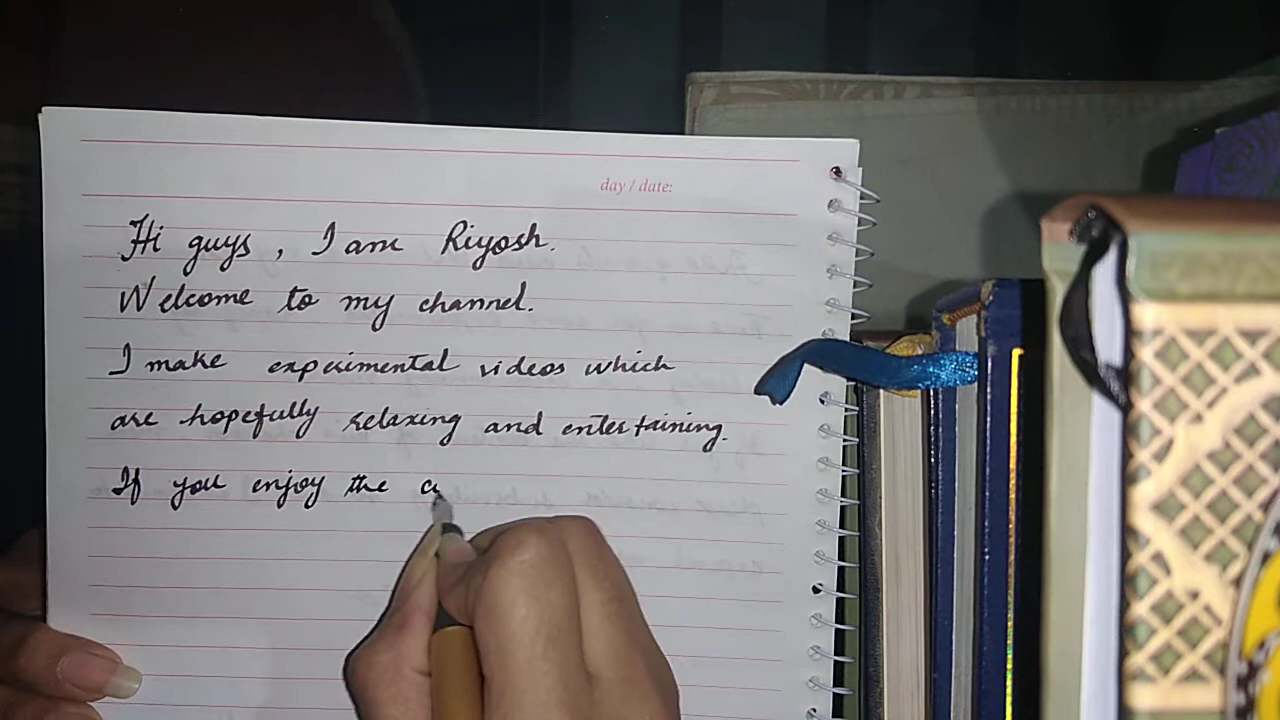 day / date:
Hi guys, I am Riyosh.
Welcome to my channel.
I make experimental videos which
are hopefully relaxing and entertaining.
If you enjoy the